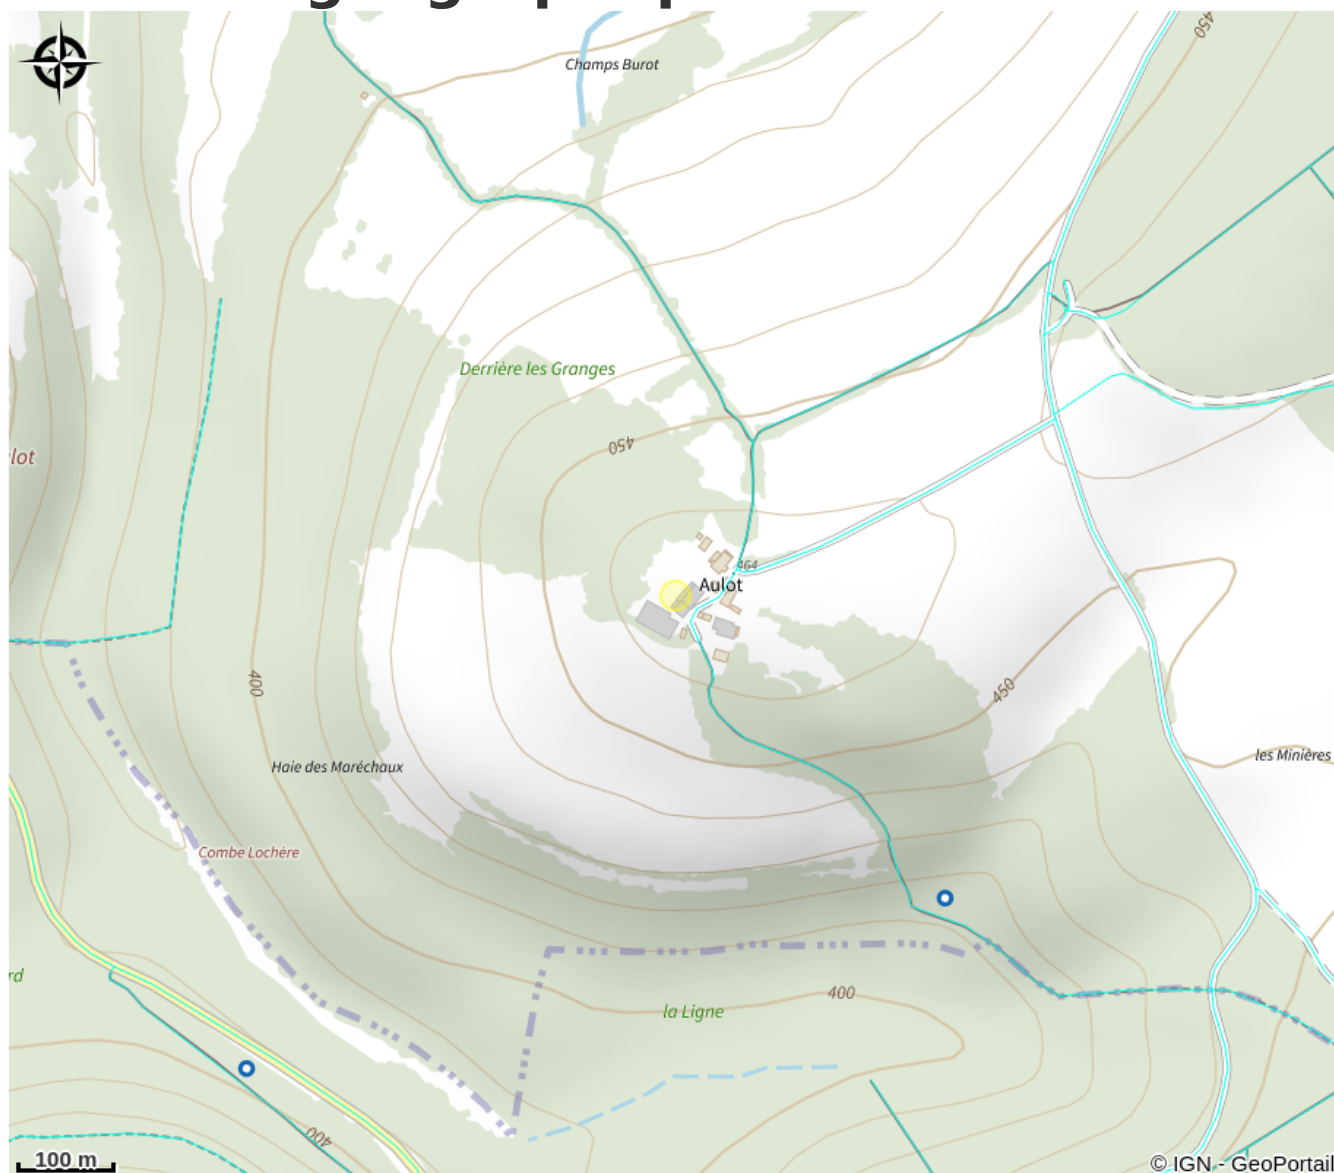 450
Champs Burot
Derrière les Granges
450
lot
464
Aulot
400
450
Haie des Maréchaux
les Minières
Combe Lochère
rd
400
la Ligne
400
100 m
© IGN - GeoPortail